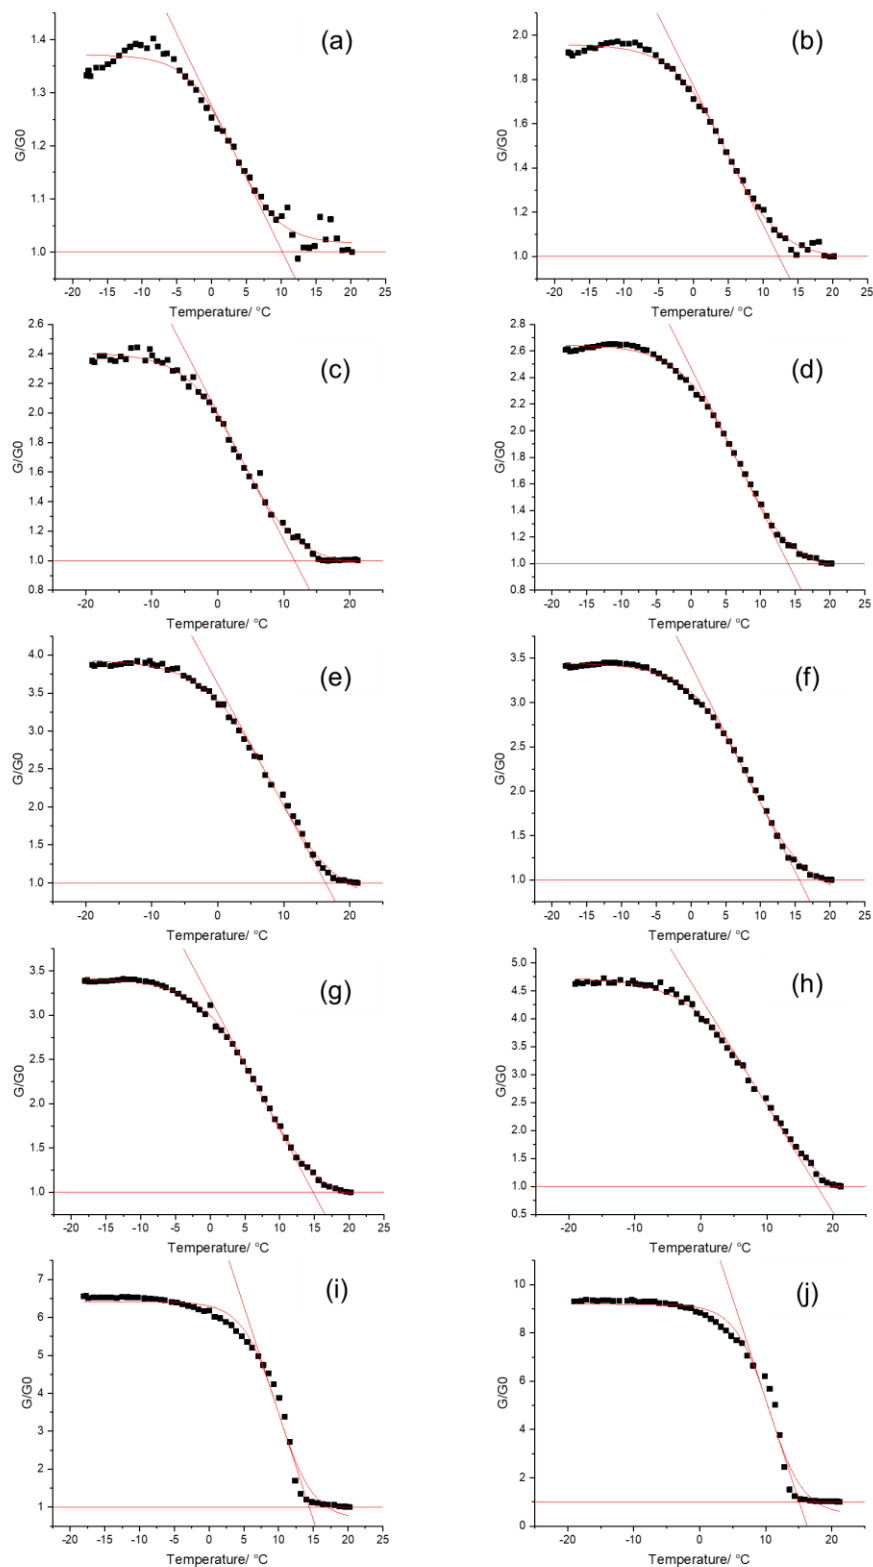 (a)
G/G0
1.4
1.3
1.2
1.1
1.0
-20 -15 -10 -5 0 5 10 15 20 25
Temperature/ °C
(b)
G/G0
2.0
1.8
1.6
1.4
1.2
1.0
-20 -15 -10 -5 0 5 10 15 20 25
Temperature/ °C
(c)
G/G0
2.6
2.4
2.2
2.0
1.8
1.6
1.4
1.2
1.0
0.8
-20 -10 0 10 20
Temperature/ °C
(d)
G/G0
2.8
2.6
2.4
2.2
2.0
1.8
1.6
1.4
1.2
1.0
0.8
-20 -15 -10 -5 0 5 10 15 20 25
Temperature/ °C
(e)
G/G0
4.0
3.5
3.0
2.5
2.0
1.5
1.0
-20 -10 0 10 20
Temperature/ °C
(f)
G/G0
3.5
3.0
2.5
2.0
1.5
1.0
-20 -15 -10 -5 0 5 10 15 20 25
Temperature/ °C
(g)
G/G0
3.5
3.0
2.5
2.0
1.5
1.0
-20 -15 -10 -5 0 5 10 15 20 25
Temperature/ °C
(h)
G/G0
5.0
4.5
4.0
3.5
3.0
2.5
2.0
1.5
1.0
0.5
-20 -10 0 10 20
Temperature/ °C
(i)
G/G0
7
6
5
4
3
2
1
-20 -15 -10 -5 0 5 10 15 20 25
Temperature/ °C
(j)
G/G0
10
8
6
4
2
0
-20 -10 0 10 20
Temperature/ °C